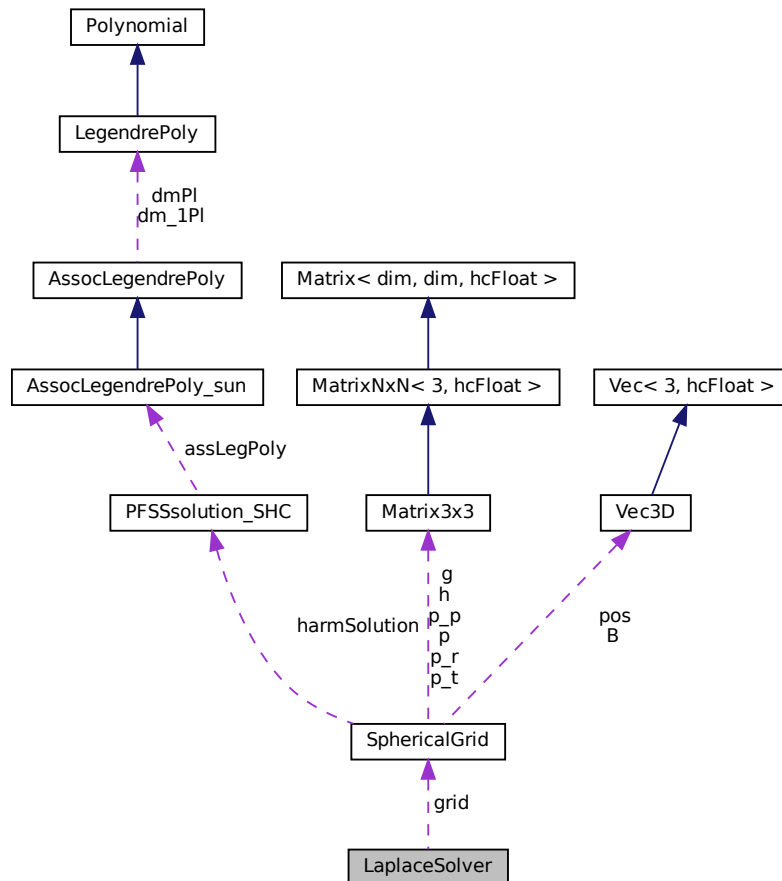 Polynomial
LegendrePoly
dmPl
dm_1Pl
AssocLegendrePoly
Matrix< dim, dim, hcFloat >
AssocLegendrePoly_sun
MatrixNxN< 3, hcFloat >
Vec< 3, hcFloat >
assLegPoly
PFSSsolution_SHC
Matrix3x3
Vec3D
harmSolution
g
h
p_p
p
p_r
p_t
pos
B
SphericalGrid
grid
LaplaceSolver